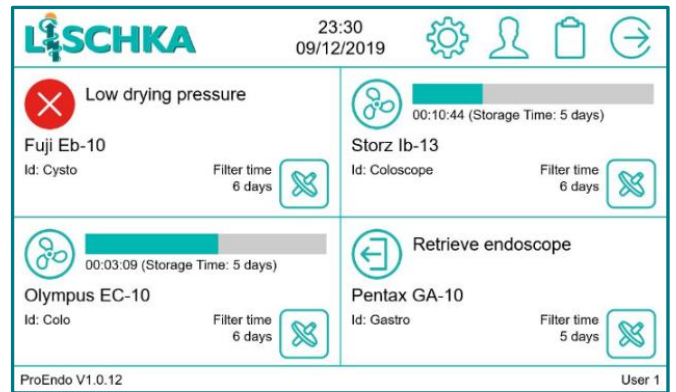 LISCHKA
23:30
09/12/2019
Low drying pressure
Fuji Eb-10
Id: Cysto
Filter time
6 days
00:10:44 (Storage Time: 5 days)
Storz Ib-13
Id: Coloscope
Filter time
6 days
00:03:09 (Storage Time: 5 days)
Olympus EC-10
Id: Colo
Filter time
6 days
Retrieve endoscope
Pentax GA-10
Id: Gastro
Filter time
5 days
ProEndo V1.0.12
User 1